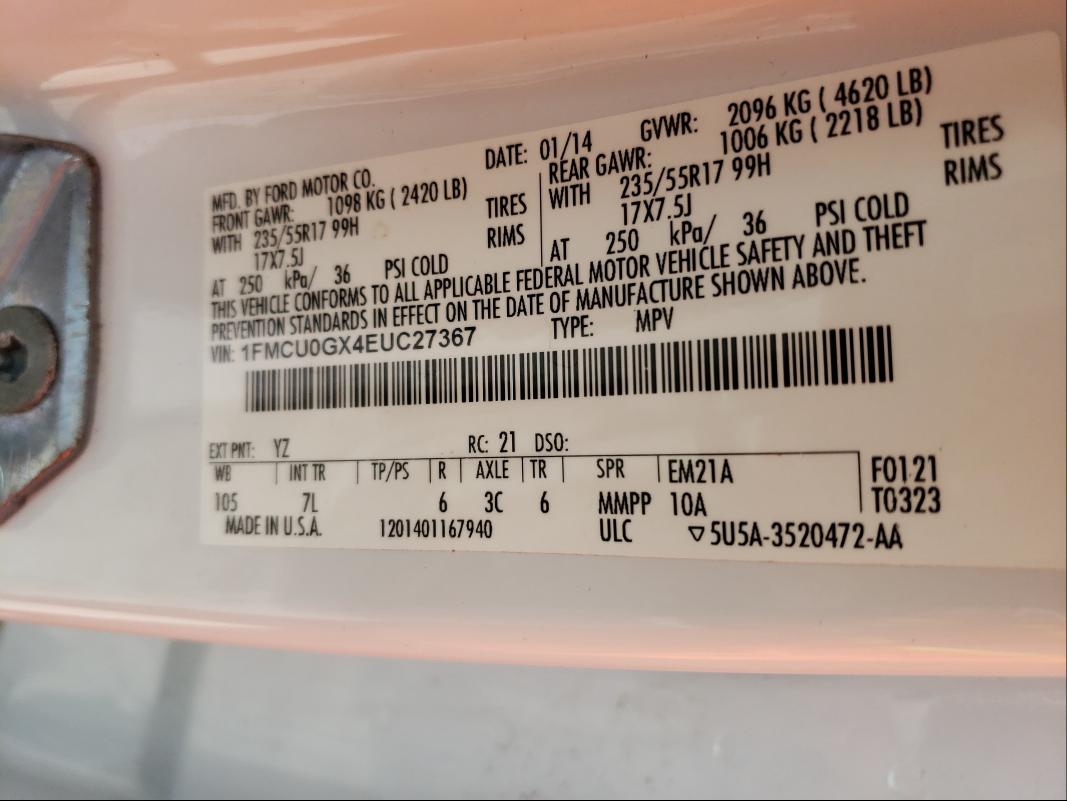 MFD. BY FORD MOTOR CO. DATE: 01/14 GVWR: 2096 KG ( 4620 LB)
FRONT GAWR: 1098 KG ( 2420 LB) REAR GAWR: 1006 KG ( 2218 LB)
WITH 235/55R17 99H TIRES WITH 235/55R17 99H TIRES
17X7.5J RIMS 17X7.5J RIMS
AT 250 kPa/ 36 PSI COLD AT 250 kPa/ 36 PSI COLD
THIS VEHICLE CONFORMS TO ALL APPLICABLE FEDERAL MOTOR VEHICLE SAFETY AND THEFT
PREVENTION STANDARDS IN EFFECT ON THE DATE OF MANUFACTURE SHOWN ABOVE.
VIN: 1FMCU0GX4EUC27367 TYPE: MPV
EXT PNT: YZ RC: 21 DSO:
WB INT TR TP/PS R AXLE TR SPR EM21A F0121
105 7L 6 3C 6 MMPP 10A T0323
MADE IN U.S.A. 1201401167940 ULC ▽5U5A-3520472-AA